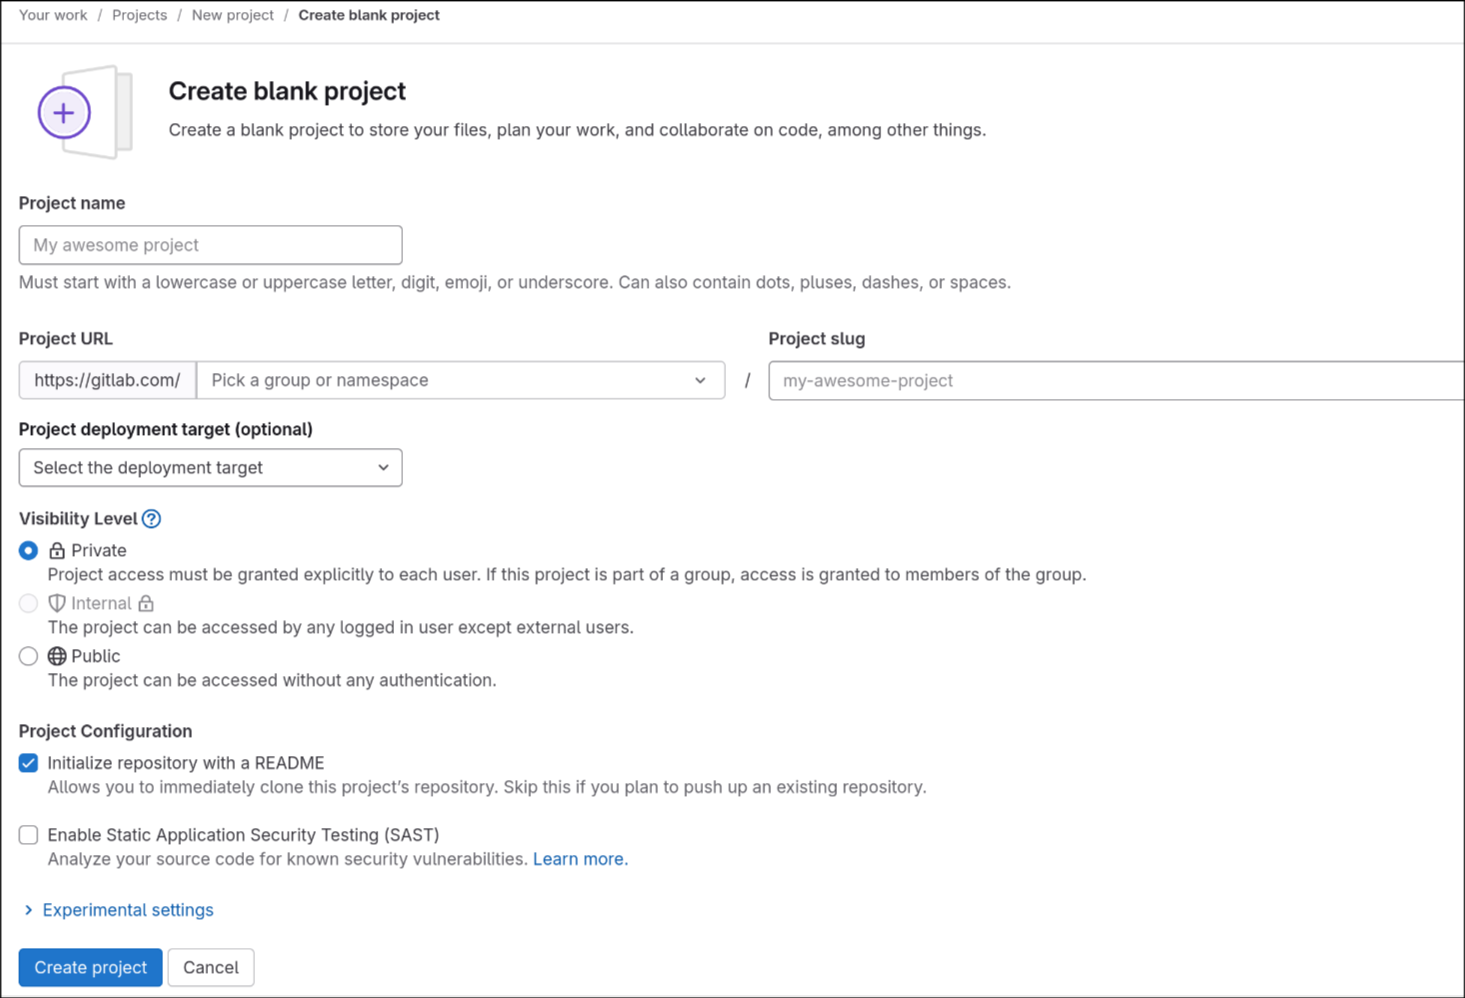 Your work / Projects / New project / Create blank project
Create blank project
Create a blank project to store your files, plan your work, and collaborate on code, among other things.
Project name
My awesome project
Must start with a lowercase or uppercase letter, digit, emoji, or underscore. Can also contain dots, pluses, dashes, or spaces.
Project URL
Project slug
https://gitlab.com/ Pick a group or namespace / my-awesome-project
Project deployment target (optional)
Select the deployment target
Visibility Level
Private
Project access must be granted explicitly to each user. If this project is part of a group, access is granted to members of the group.
Internal
The project can be accessed by any logged in user except external users.
Public
The project can be accessed without any authentication.
Project Configuration
Initialize repository with a README
Allows you to immediately clone this project’s repository. Skip this if you plan to push up an existing repository.
Enable Static Application Security Testing (SAST)
Analyze your source code for known security vulnerabilities. Learn more.
Experimental settings
Create project Cancel